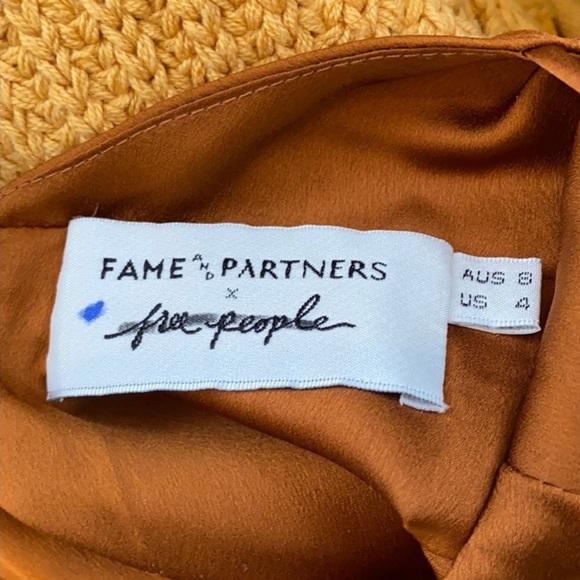 FAME AND PARTNERS
x
free people
AUS 8
US 4